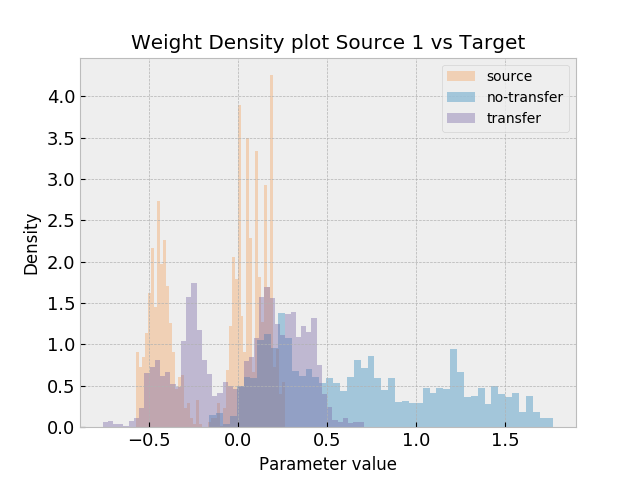 Weight Density plot Source 1 vs Target
source
no-transfer
transfer
Density
4.0
3.5
3.0
2.5
2.0
1.5
1.0
0.5
0.0
−0.5
0.0
0.5
1.0
1.5
Parameter value